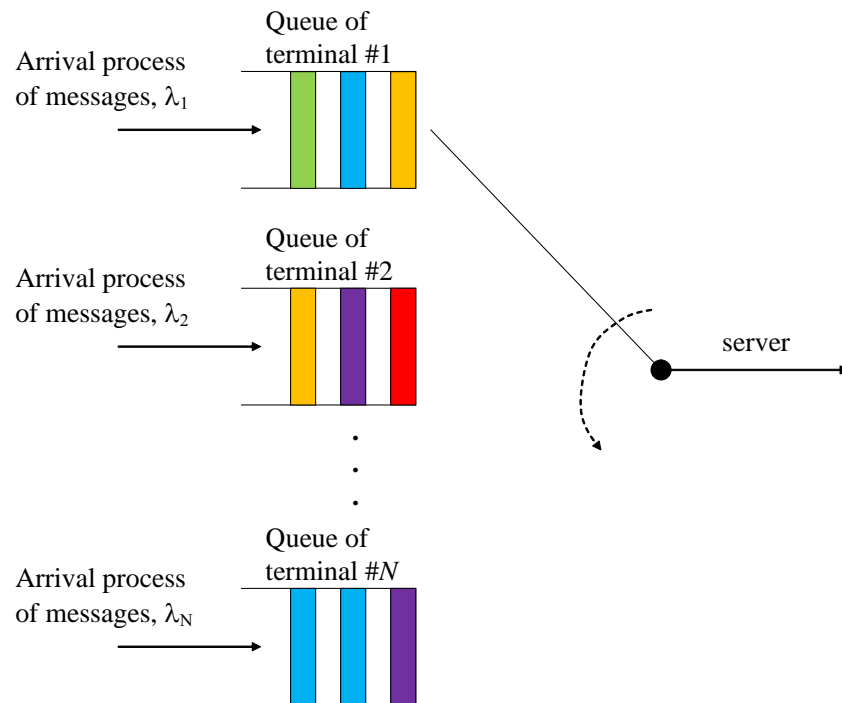 Queue of
terminal #1
Arrival process
of messages, λ1
Queue of
terminal #2
Arrival process
of messages, λ2
server
Queue of
terminal #N
Arrival process
of messages, λN